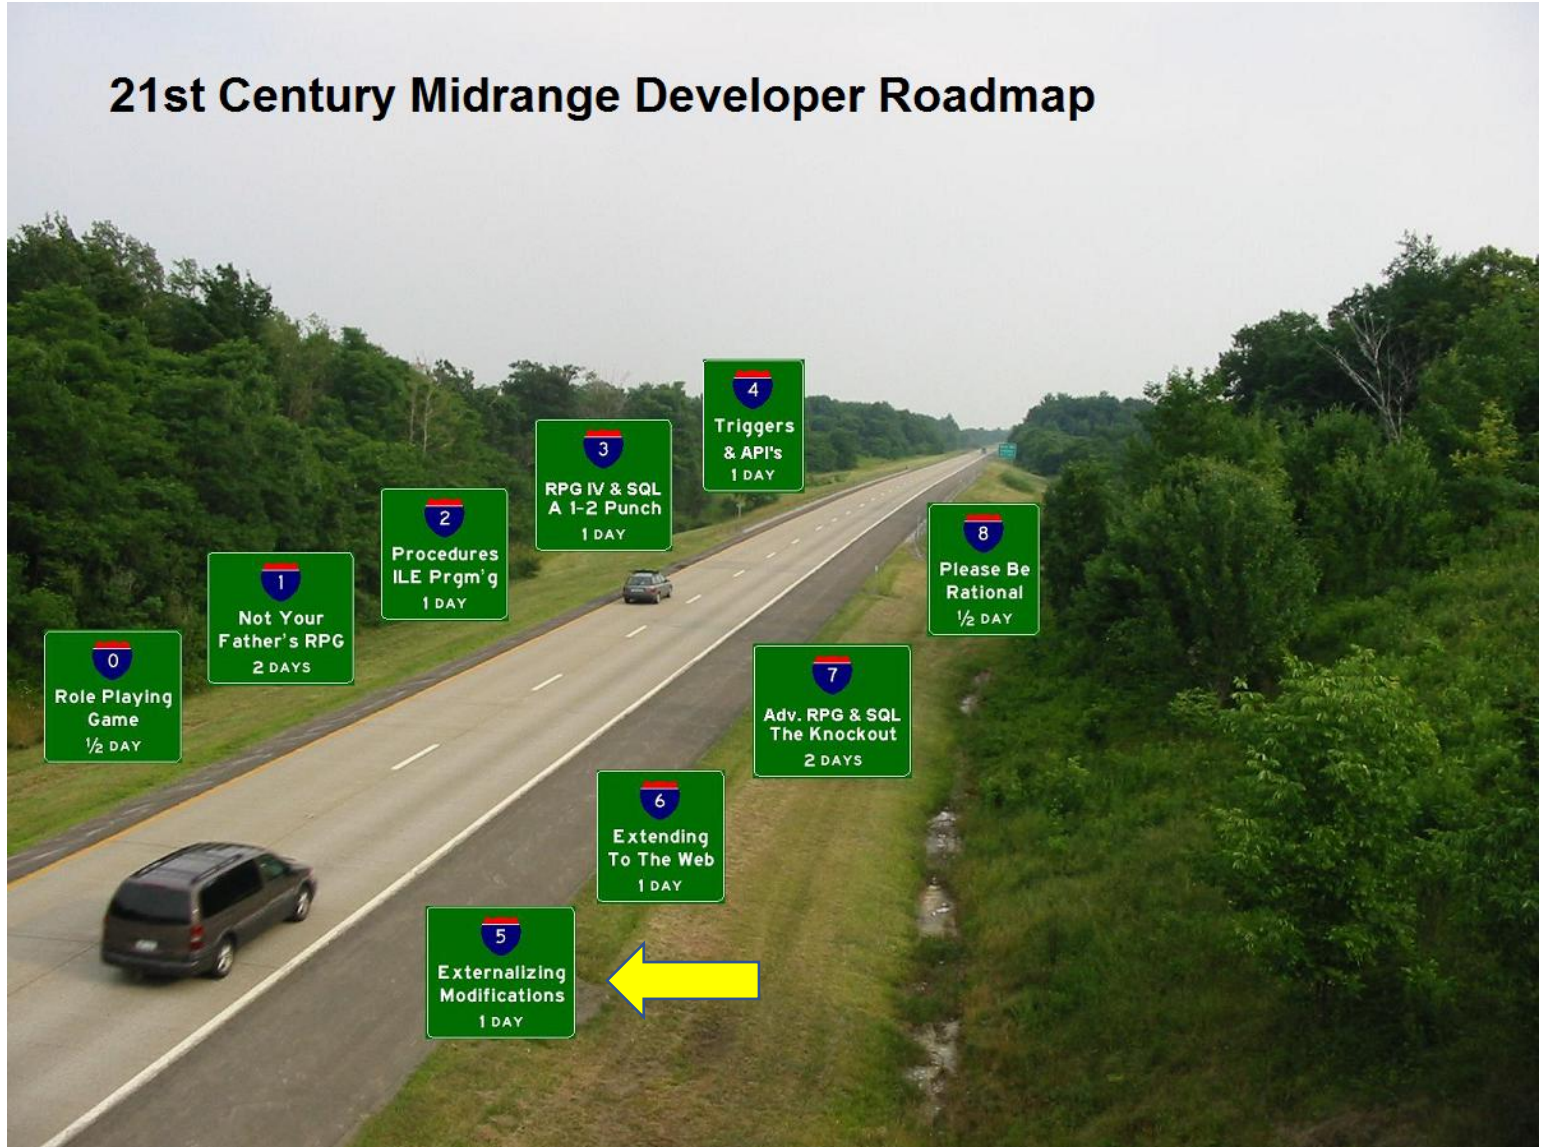 21st Century Midrange Developer Roadmap
0
Role Playing
Game
½ DAY
1
Not Your
Father's RPG
2 DAYS
2
Procedures
ILE Prgm'g
1 DAY
3
RPG IV & SQL
A 1-2 Punch
1 DAY
4
Triggers
& API's
1 DAY
5
Externalizing
Modifications
1 DAY
6
Extending
To The Web
1 DAY
7
Adv. RPG & SQL
The Knockout
2 DAYS
8
Please Be
Rational
½ DAY